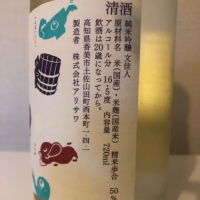 清酒
純米吟醸 文佳人
原材料名 米(国産)・米麹(国産米) 精米歩合 50%
アルコール分 16.5度 内容量 720ml
飲酒は20歳になってから。
高知県香美市土佐山田町西本町一-四-一
製造者 株式会社アリサワ